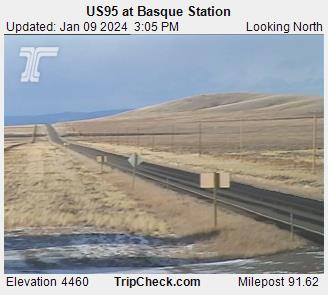 US95 at Basque Station
Updated: Jan 09 2024 3:05 PM Looking North
Elevation 4460 TripCheck.com Milepost 91.62